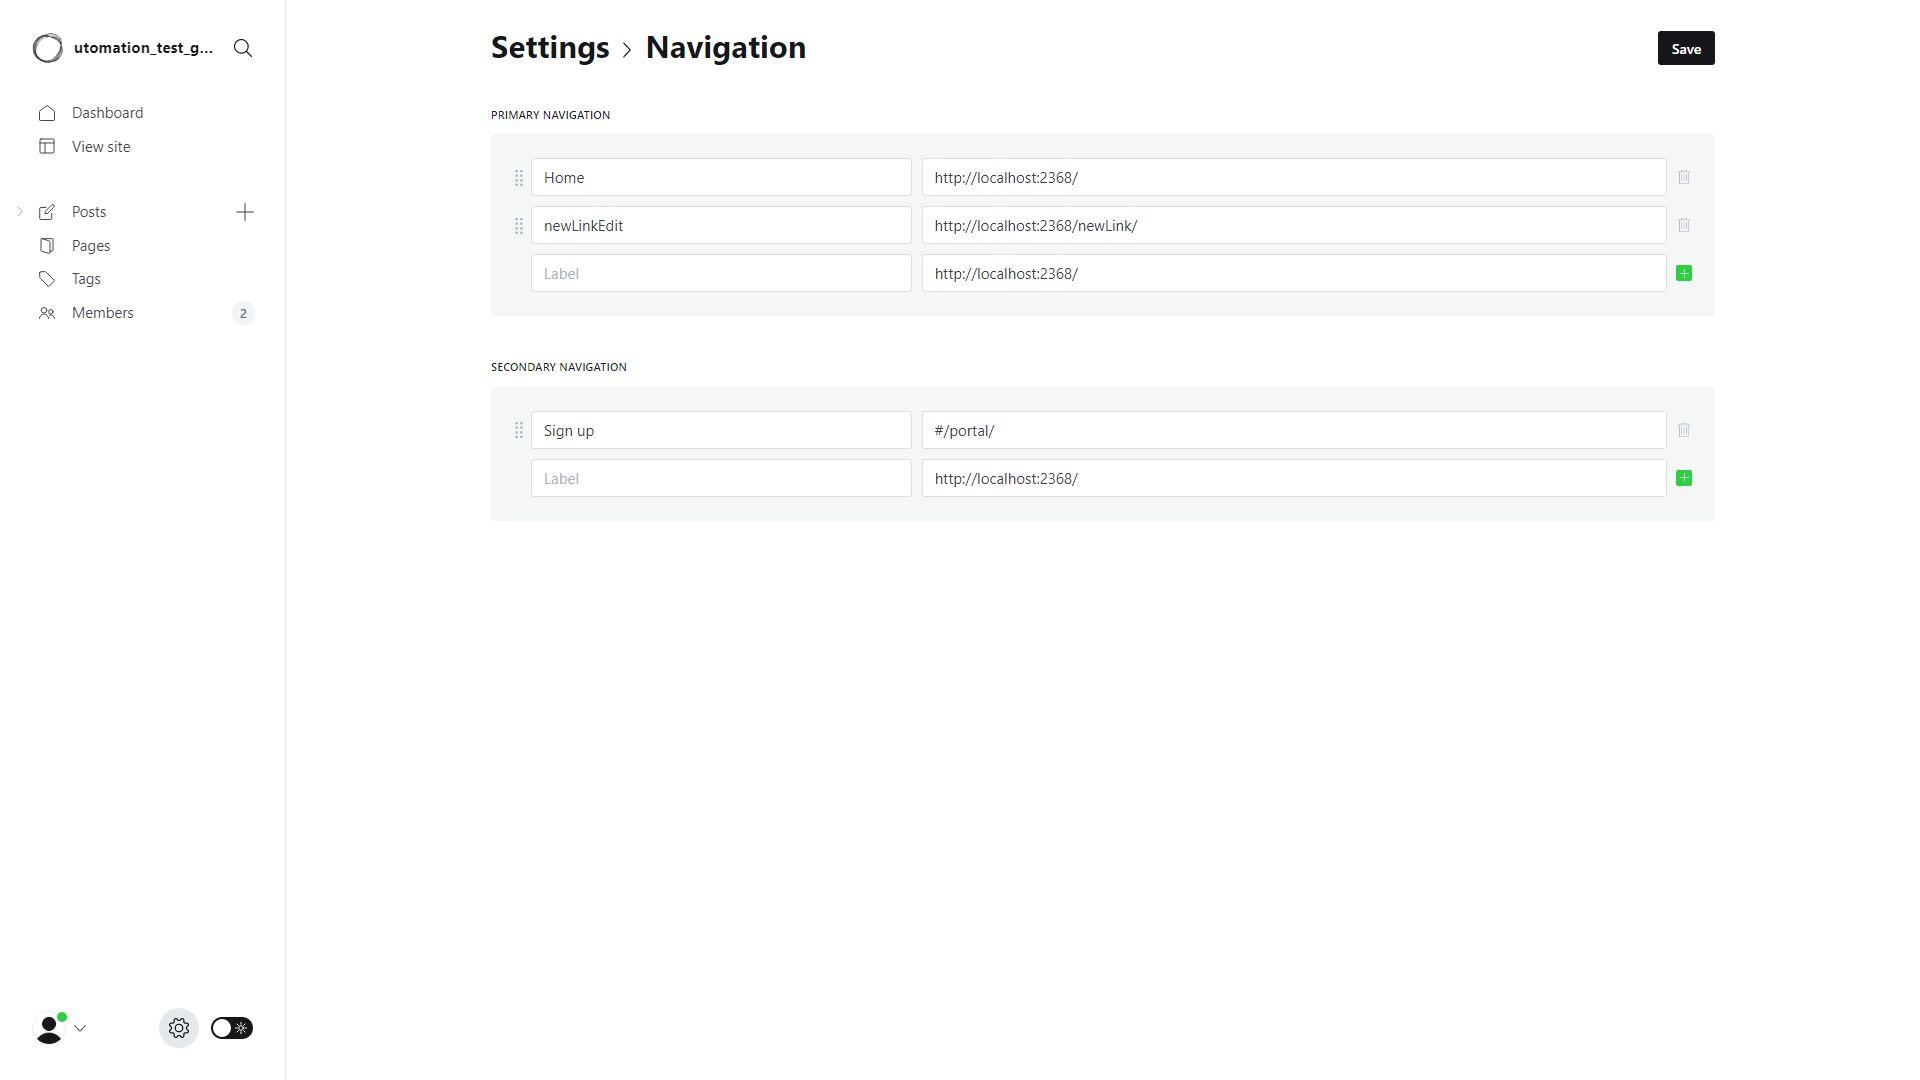 utomation_test_g...
Dashboard
View site
Posts
Pages
Tags
Members 2
Settings Navigation
Save
PRIMARY NAVIGATION
Home http://localhost:2368/
newLinkEdit http://localhost:2368/newLink/
Label http://localhost:2368/
SECONDARY NAVIGATION
Sign up #/portal/
Label http://localhost:2368/